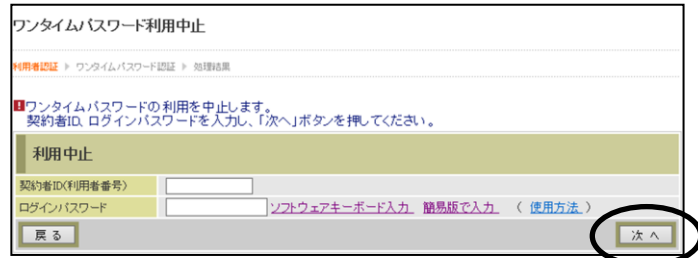 ワンタイムパスワード利用中止
利用者認証 ▶ ワンタイムパスワード認証 ▶ 処理結果
ワンタイムパスワードの利用を中止します。
契約者ID、ログインパスワードを入力し、「次へ」ボタンを押してください。
利用中止
契約者ID(利用者番号)
ログインパスワード ソフトウェアキーボード入力 簡易版で入力 （ 使用方法 ）
戻 る 次 へ